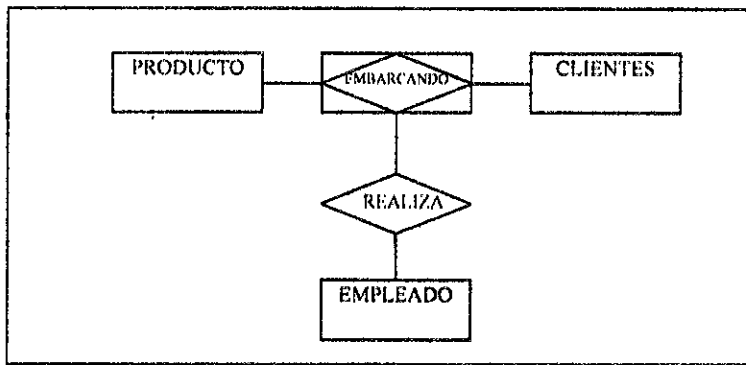 PRODUCTO
EMBARCANDO
CLIENTES
REALIZA
EMPLEADO